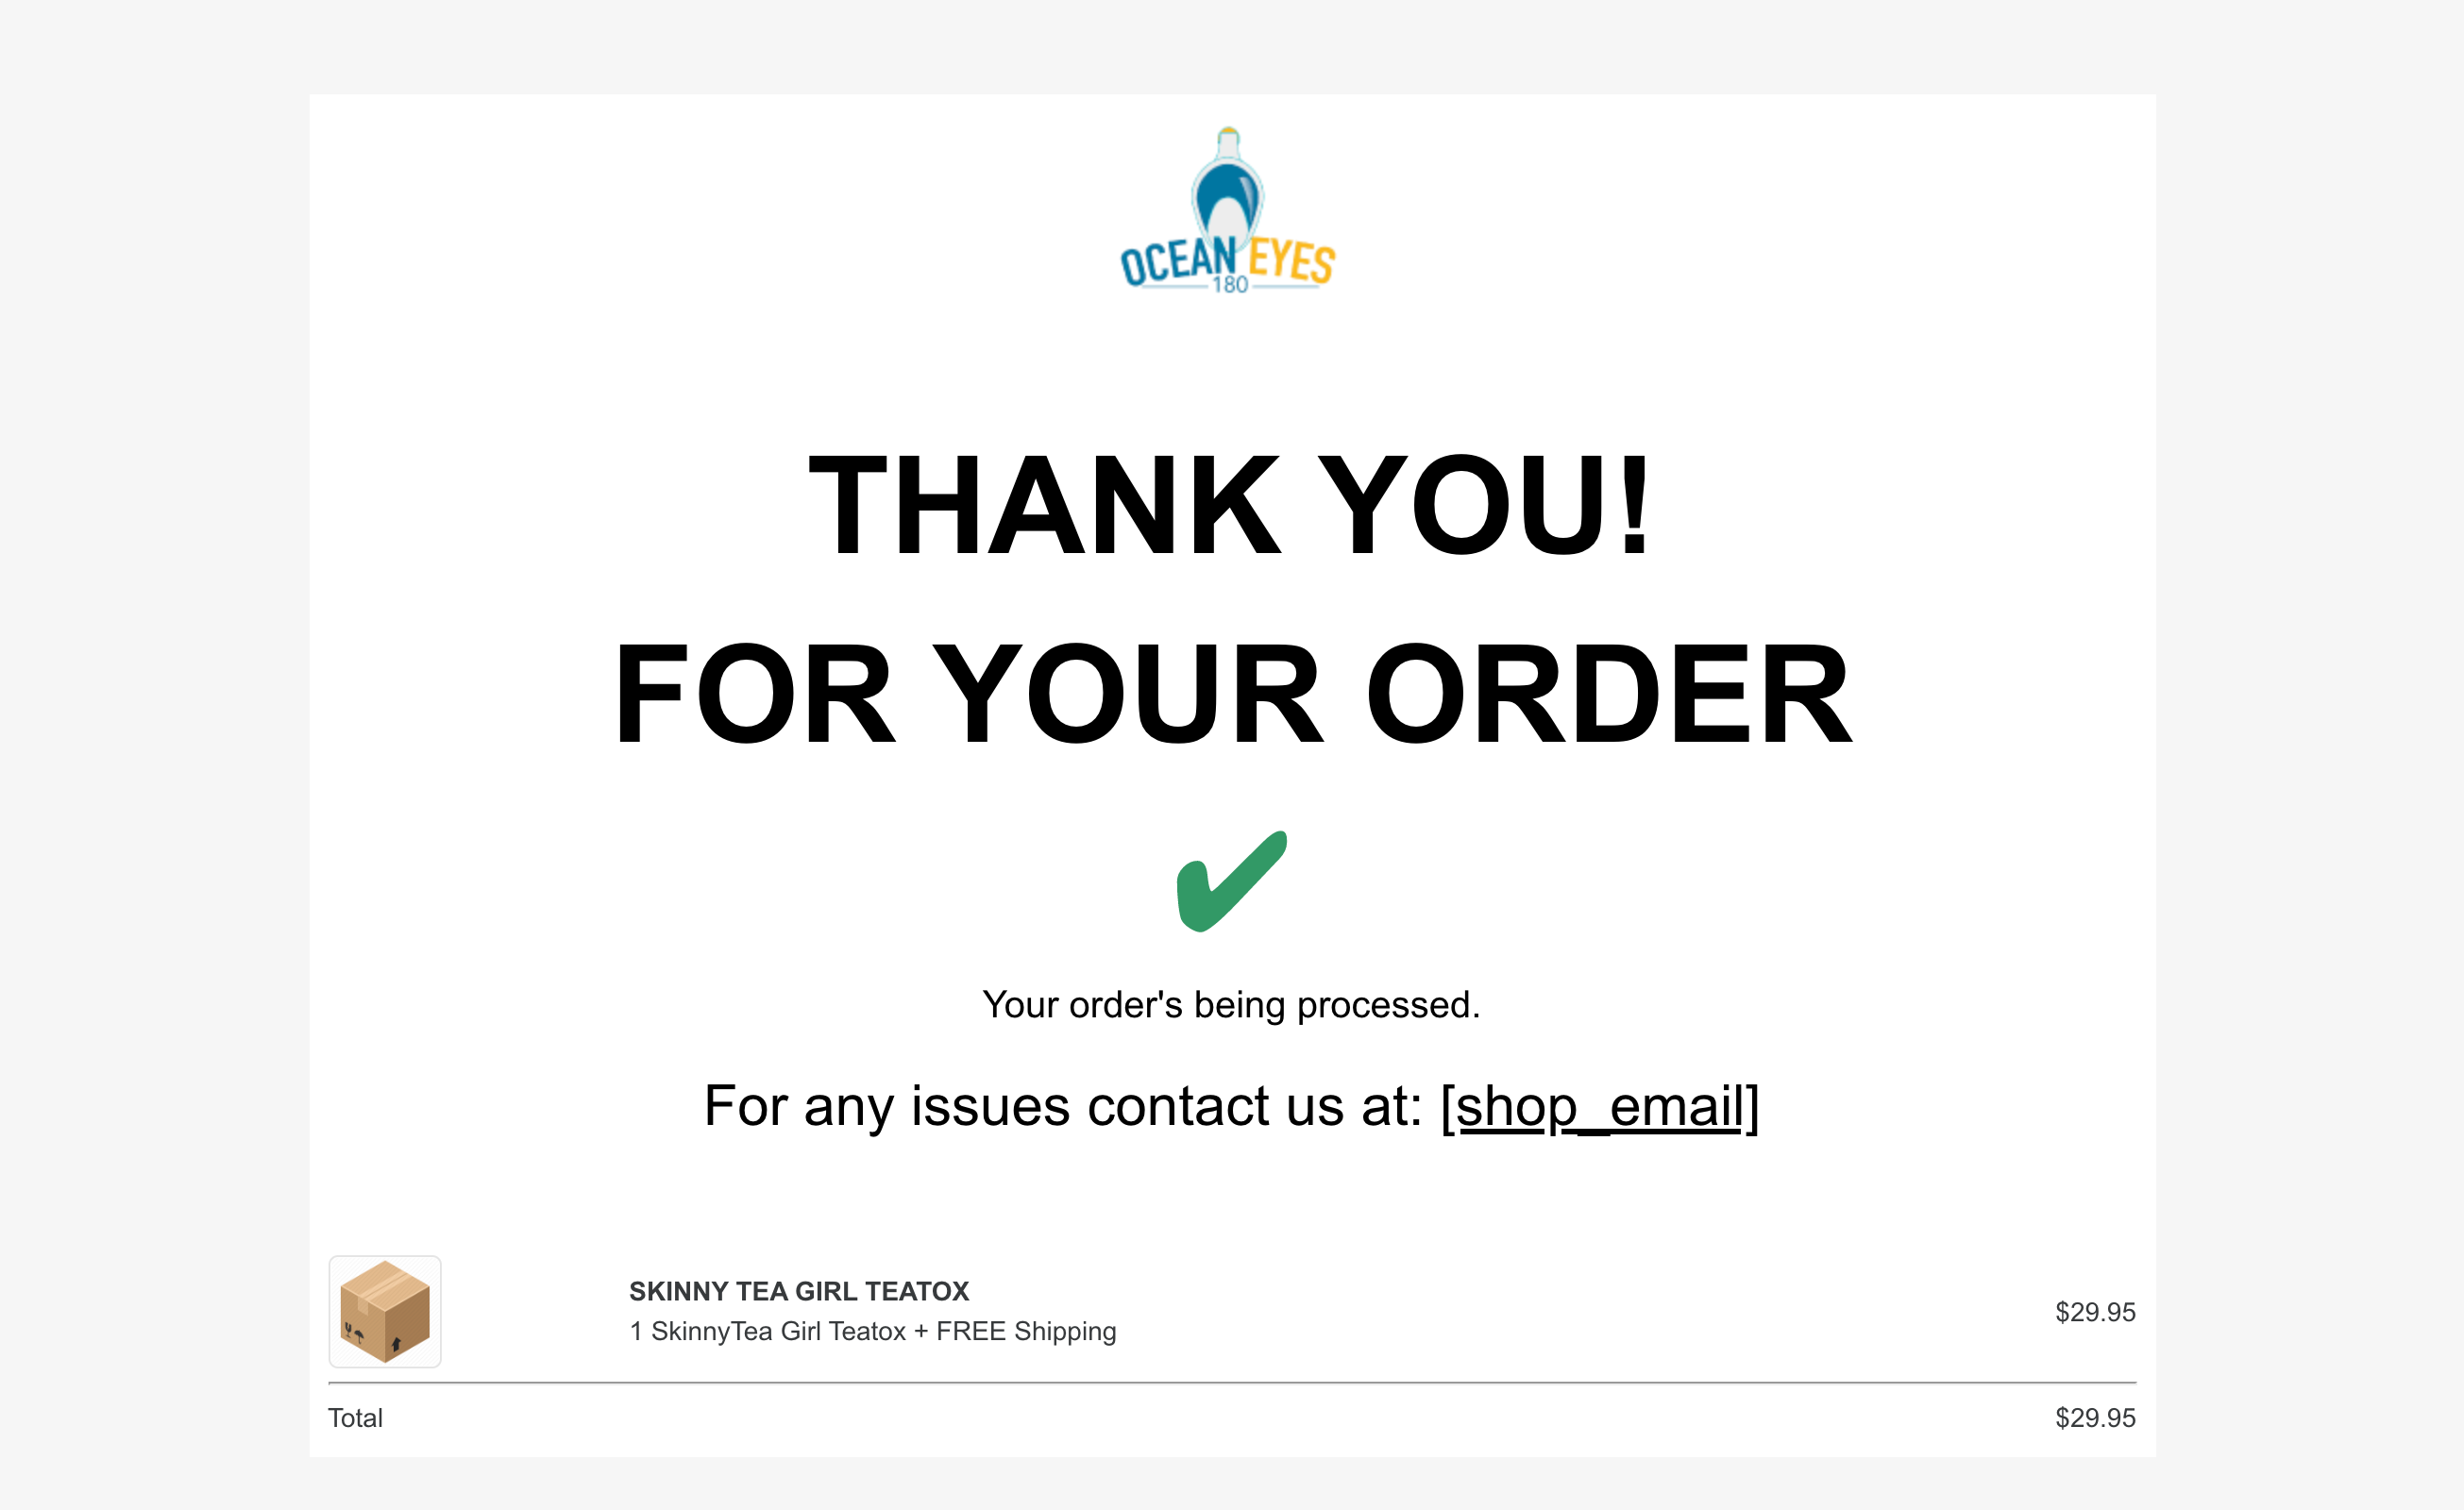 OCEAN EYES
180
THANK YOU!
FOR YOUR ORDER
Your order's being processed.
For any issues contact us at: [shop_email]
SKINNY TEA GIRL TEATOX
1 SkinnyTea Girl Teatox + FREE Shipping
$29.95
Total
$29.95